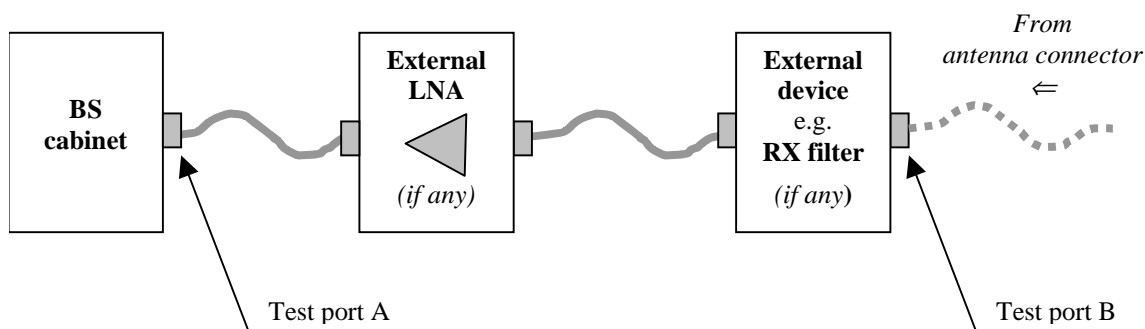 BS
cabinet
External
LNA
(if any)
External
device
e.g.
RX filter
(if any)
From
antenna connector
⇐
Test port A
Test port B